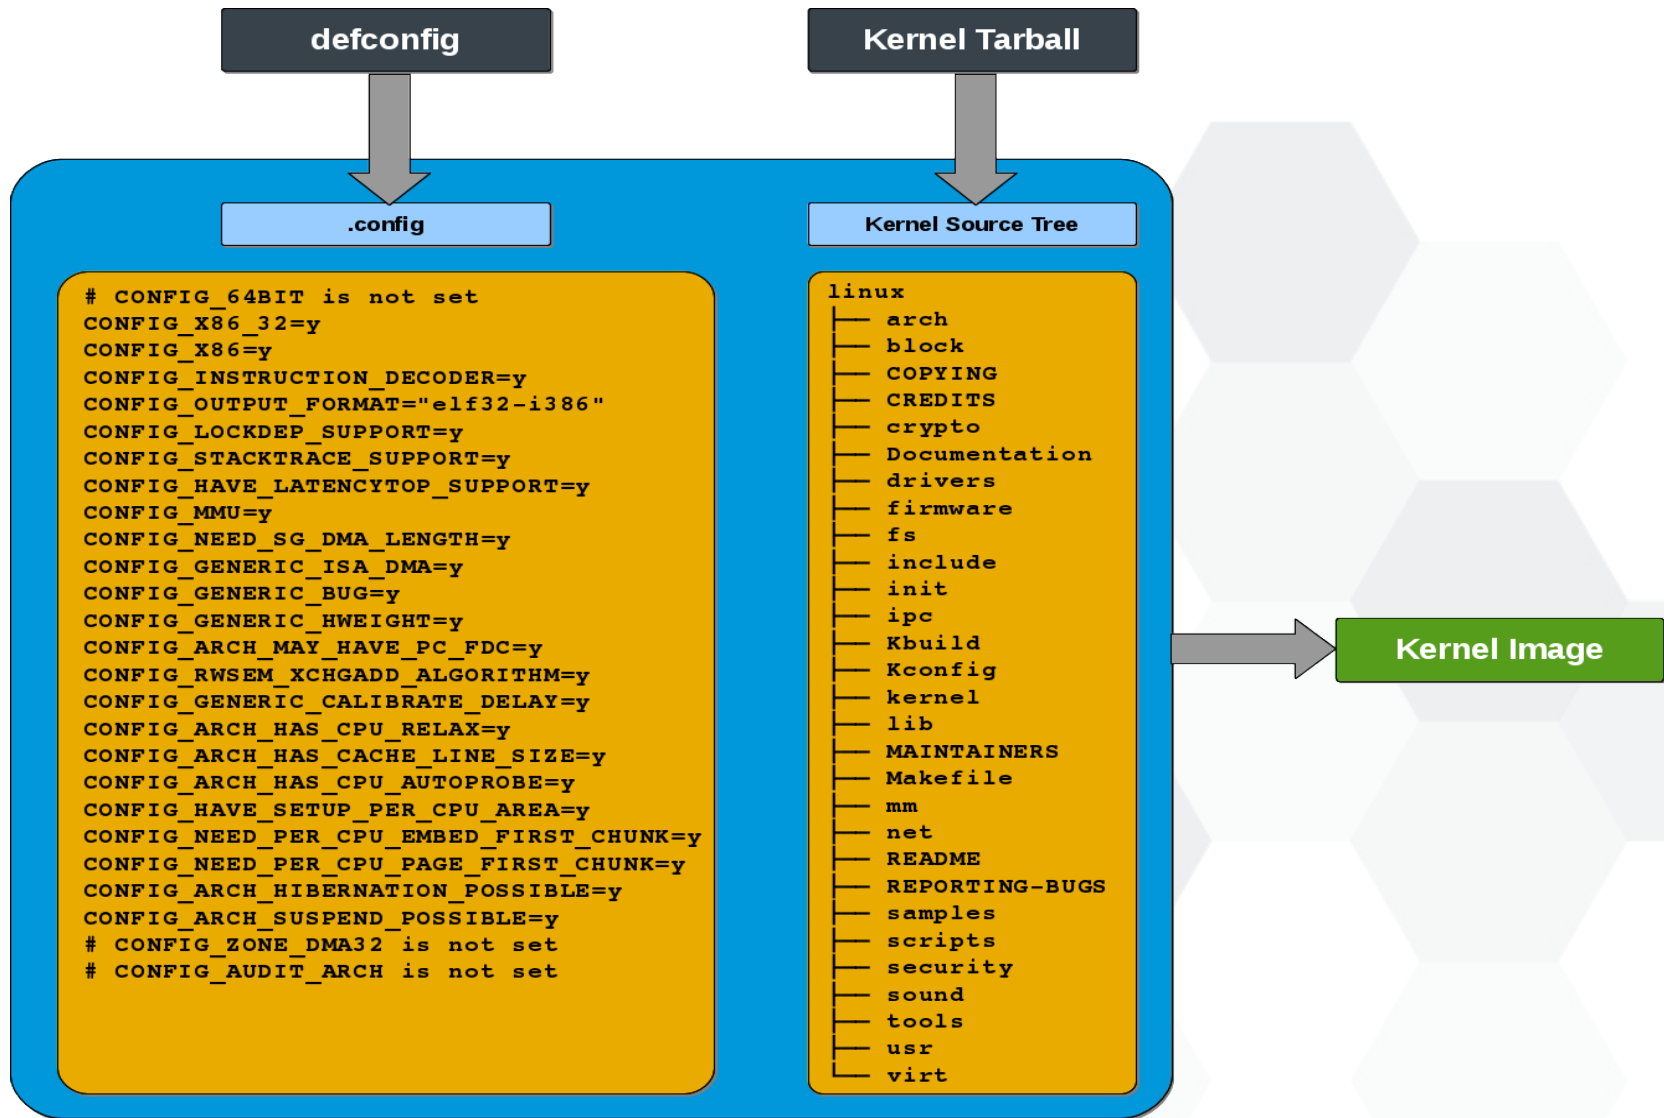 defconfig
Kernel Tarball
.config
Kernel Source Tree
# CONFIG_64BIT is not set
CONFIG_X86_32=y
CONFIG_X86=y
CONFIG_INSTRUCTION_DECODER=y
CONFIG_OUTPUT_FORMAT="elf32-i386"
CONFIG_LOCKDEP_SUPPORT=y
CONFIG_STACKTRACE_SUPPORT=y
CONFIG_HAVE_LATENCYTOP_SUPPORT=y
CONFIG_MMU=y
CONFIG_NEED_SG_DMA_LENGTH=y
CONFIG_GENERIC_ISA_DMA=y
CONFIG_GENERIC_BUG=y
CONFIG_GENERIC_HWEIGHT=y
CONFIG_ARCH_MAY_HAVE_PC_FDC=y
CONFIG_RWSEM_XCHGADD_ALGORITHM=y
CONFIG_GENERIC_CALIBRATE_DELAY=y
CONFIG_ARCH_HAS_CPU_RELAX=y
CONFIG_ARCH_HAS_CACHE_LINE_SIZE=y
CONFIG_ARCH_HAS_CPU_AUTOPROBE=y
CONFIG_HAVE_SETUP_PER_CPU_AREA=y
CONFIG_NEED_PER_CPU_EMBED_FIRST_CHUNK=y
CONFIG_NEED_PER_CPU_PAGE_FIRST_CHUNK=y
CONFIG_ARCH_HIBERNATION_POSSIBLE=y
CONFIG_ARCH_SUSPEND_POSSIBLE=y
# CONFIG_ZONE_DMA32 is not set
# CONFIG_AUDIT_ARCH is not set
linux
├── arch
├── block
├── COPYING
├── CREDITS
├── crypto
├── Documentation
├── drivers
├── firmware
├── fs
├── include
├── init
├── ipc
├── Kbuild
├── Kconfig
├── kernel
├── lib
├── MAINTAINERS
├── Makefile
├── mm
├── net
├── README
├── REPORTING-BUGS
├── samples
├── scripts
├── security
├── sound
├── tools
├── usr
└── virt
Kernel Image